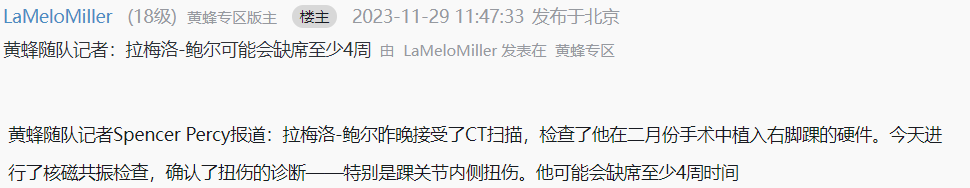 LaMeloMiller (18级) 黄蜂专区版主 楼主 2023-11-29 11:47:33 发布于北京
黄蜂随队记者：拉梅洛-鲍尔可能会缺席至少4周 由 LaMeloMiller 发表在 黄蜂专区
黄蜂随队记者Spencer Percy报道：拉梅洛-鲍尔昨晚接受了CT扫描，检查了他在二月份手术中植入右脚踝的硬件。今天进
行了核磁共振检查，确认了扭伤的诊断——特别是踝关节内侧扭伤。他可能会缺席至少4周时间